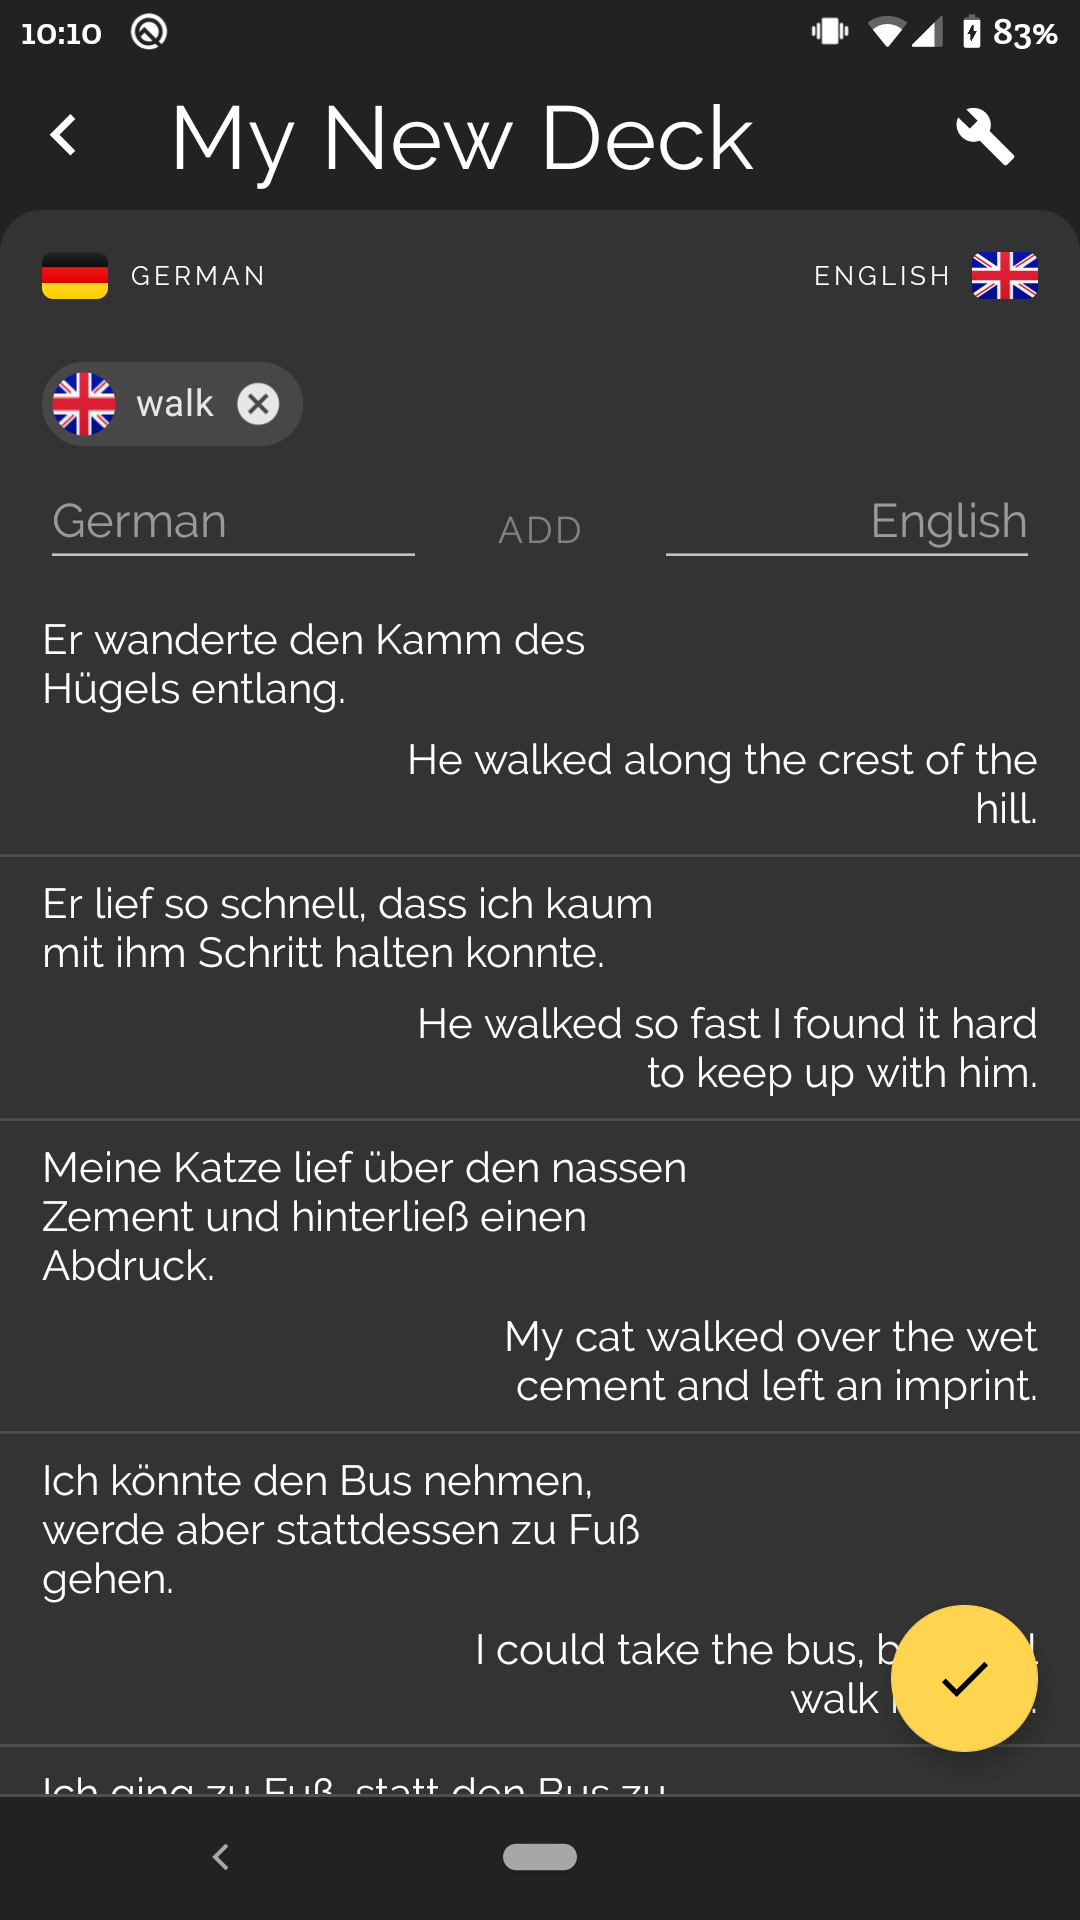 10:10
83%
My New Deck
GERMAN
ENGLISH
walk
German
ADD
English
Er wanderte den Kamm des
Hügels entlang.
He walked along the crest of the
hill.
Er lief so schnell, dass ich kaum
mit ihm Schritt halten konnte.
He walked so fast I found it hard
to keep up with him.
Meine Katze lief über den nassen
Zement und hinterließ einen
Abdruck.
My cat walked over the wet
cement and left an imprint.
Ich könnte den Bus nehmen,
werde aber stattdessen zu Fuß
gehen.
I could take the bus,
walk
Ich ging zu Fuß, statt den Bus zu